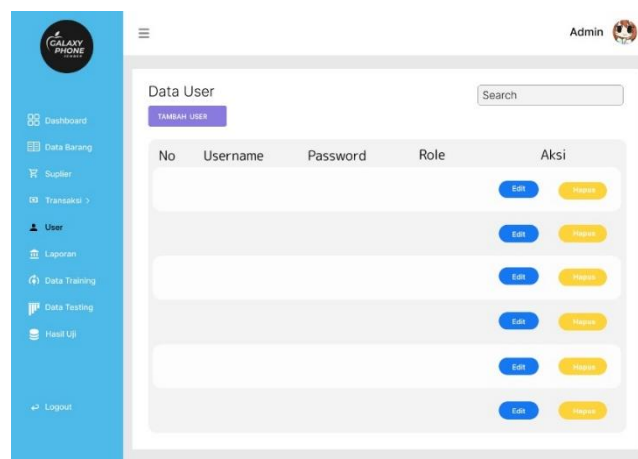 GALAXY
PHONE
Admin
Data User
Search
TAMBAH USER
Dashboard
Data Barang
Suplier
Transaksi >
User
Laporan
Data Training
Data Testing
Hasil Uji
Logout
No Username Password Role Aksi
Edit Hapus
Edit Hapus
Edit Hapus
Edit Hapus
Edit Hapus
Edit Hapus